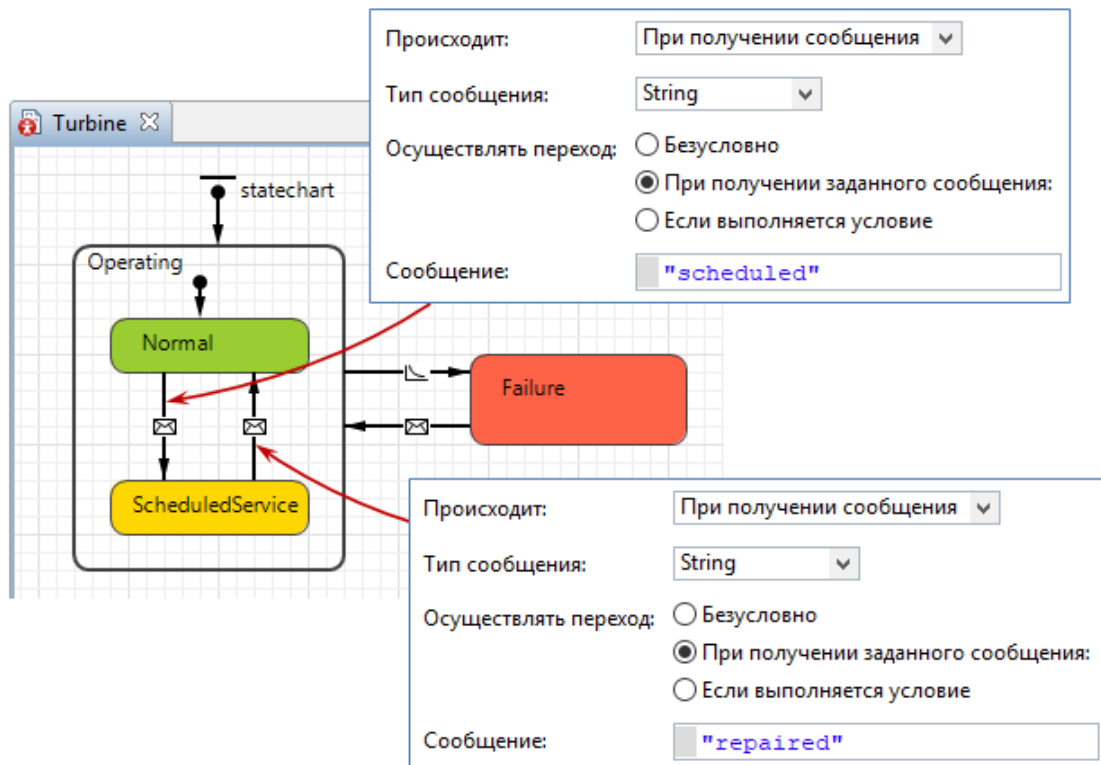 Происходит:
При получении сообщения
Тип сообщения:
String
Осуществлять переход:
Безусловно
При получении заданного сообщения:
Если выполняется условие
Сообщение:
"scheduled"
Turbine
statechart
Operating
Normal
Failure
ScheduledService
Происходит:
При получении сообщения
Тип сообщения:
String
Осуществлять переход:
Безусловно
При получении заданного сообщения:
Если выполняется условие
Сообщение:
"repaired"